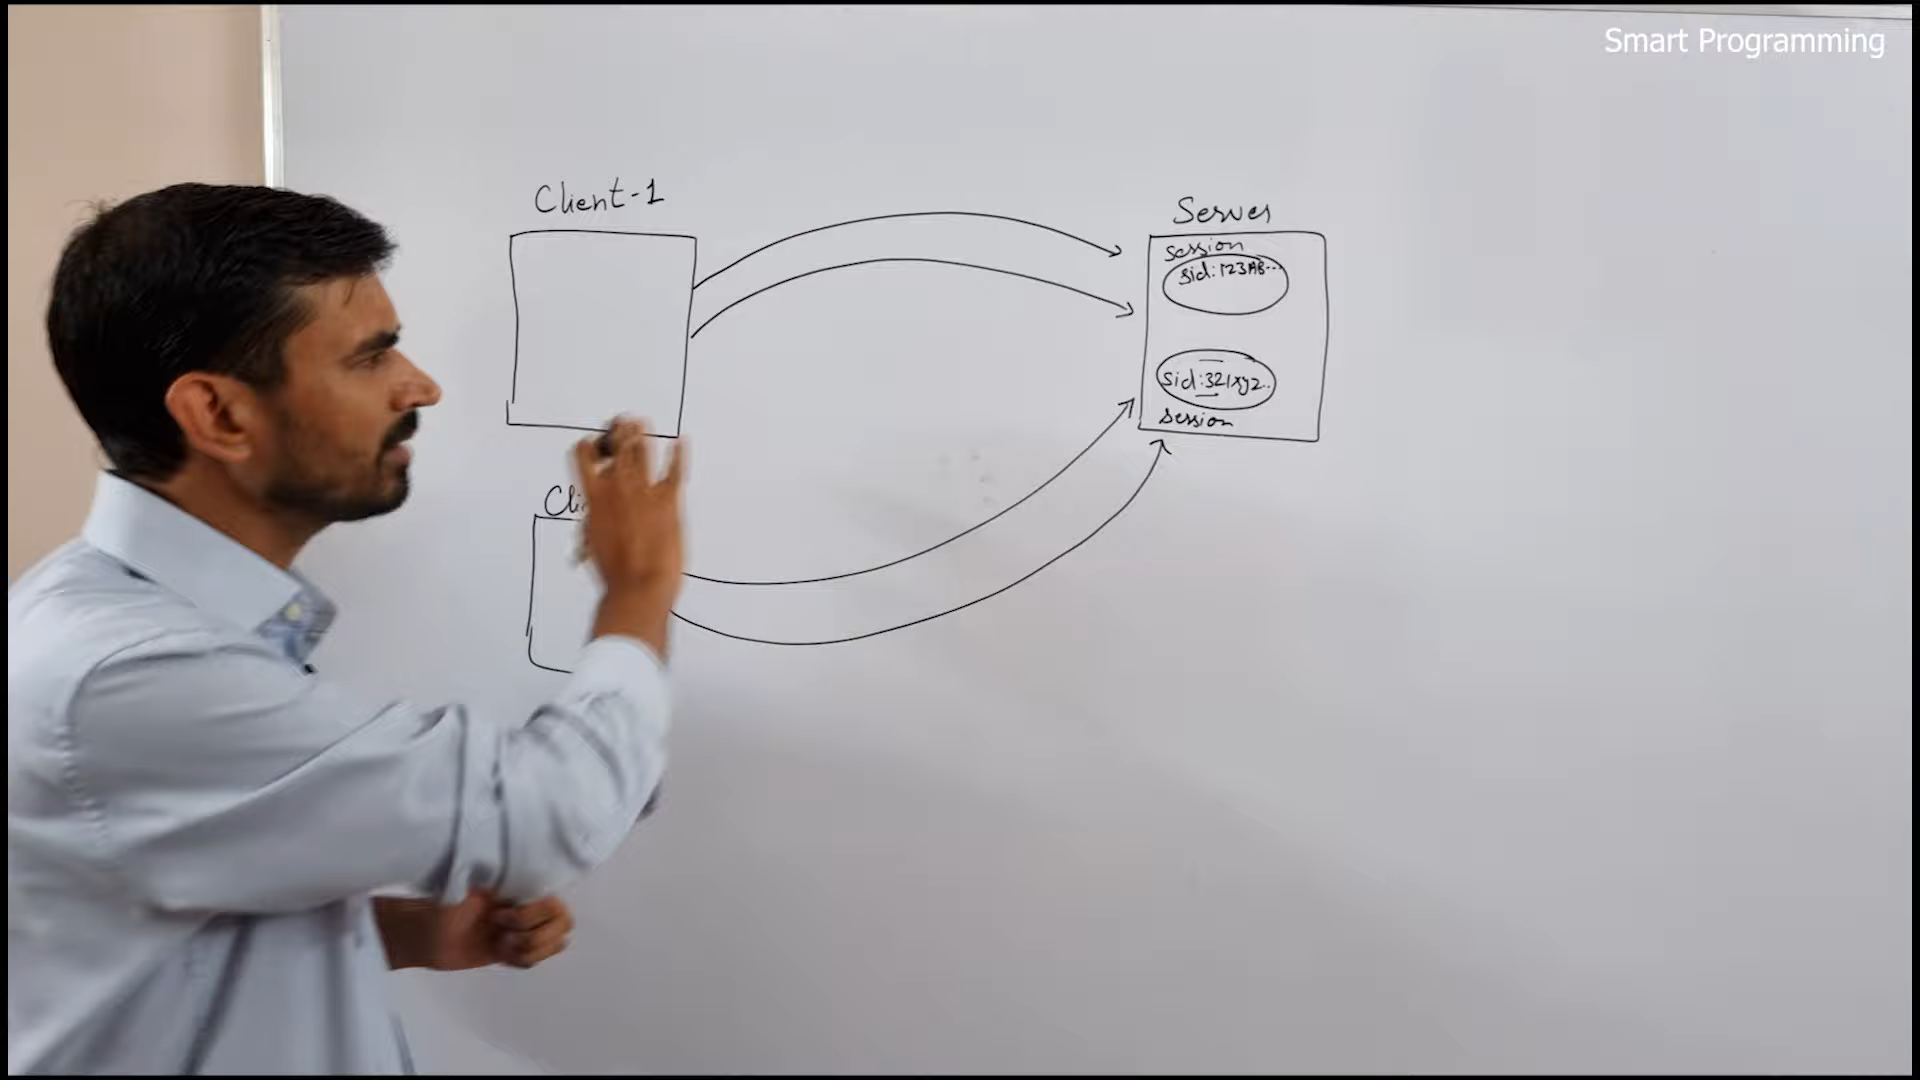 Smart Programming
Client-1
Server
session
sid:123AB...
sid:321xyz..
session